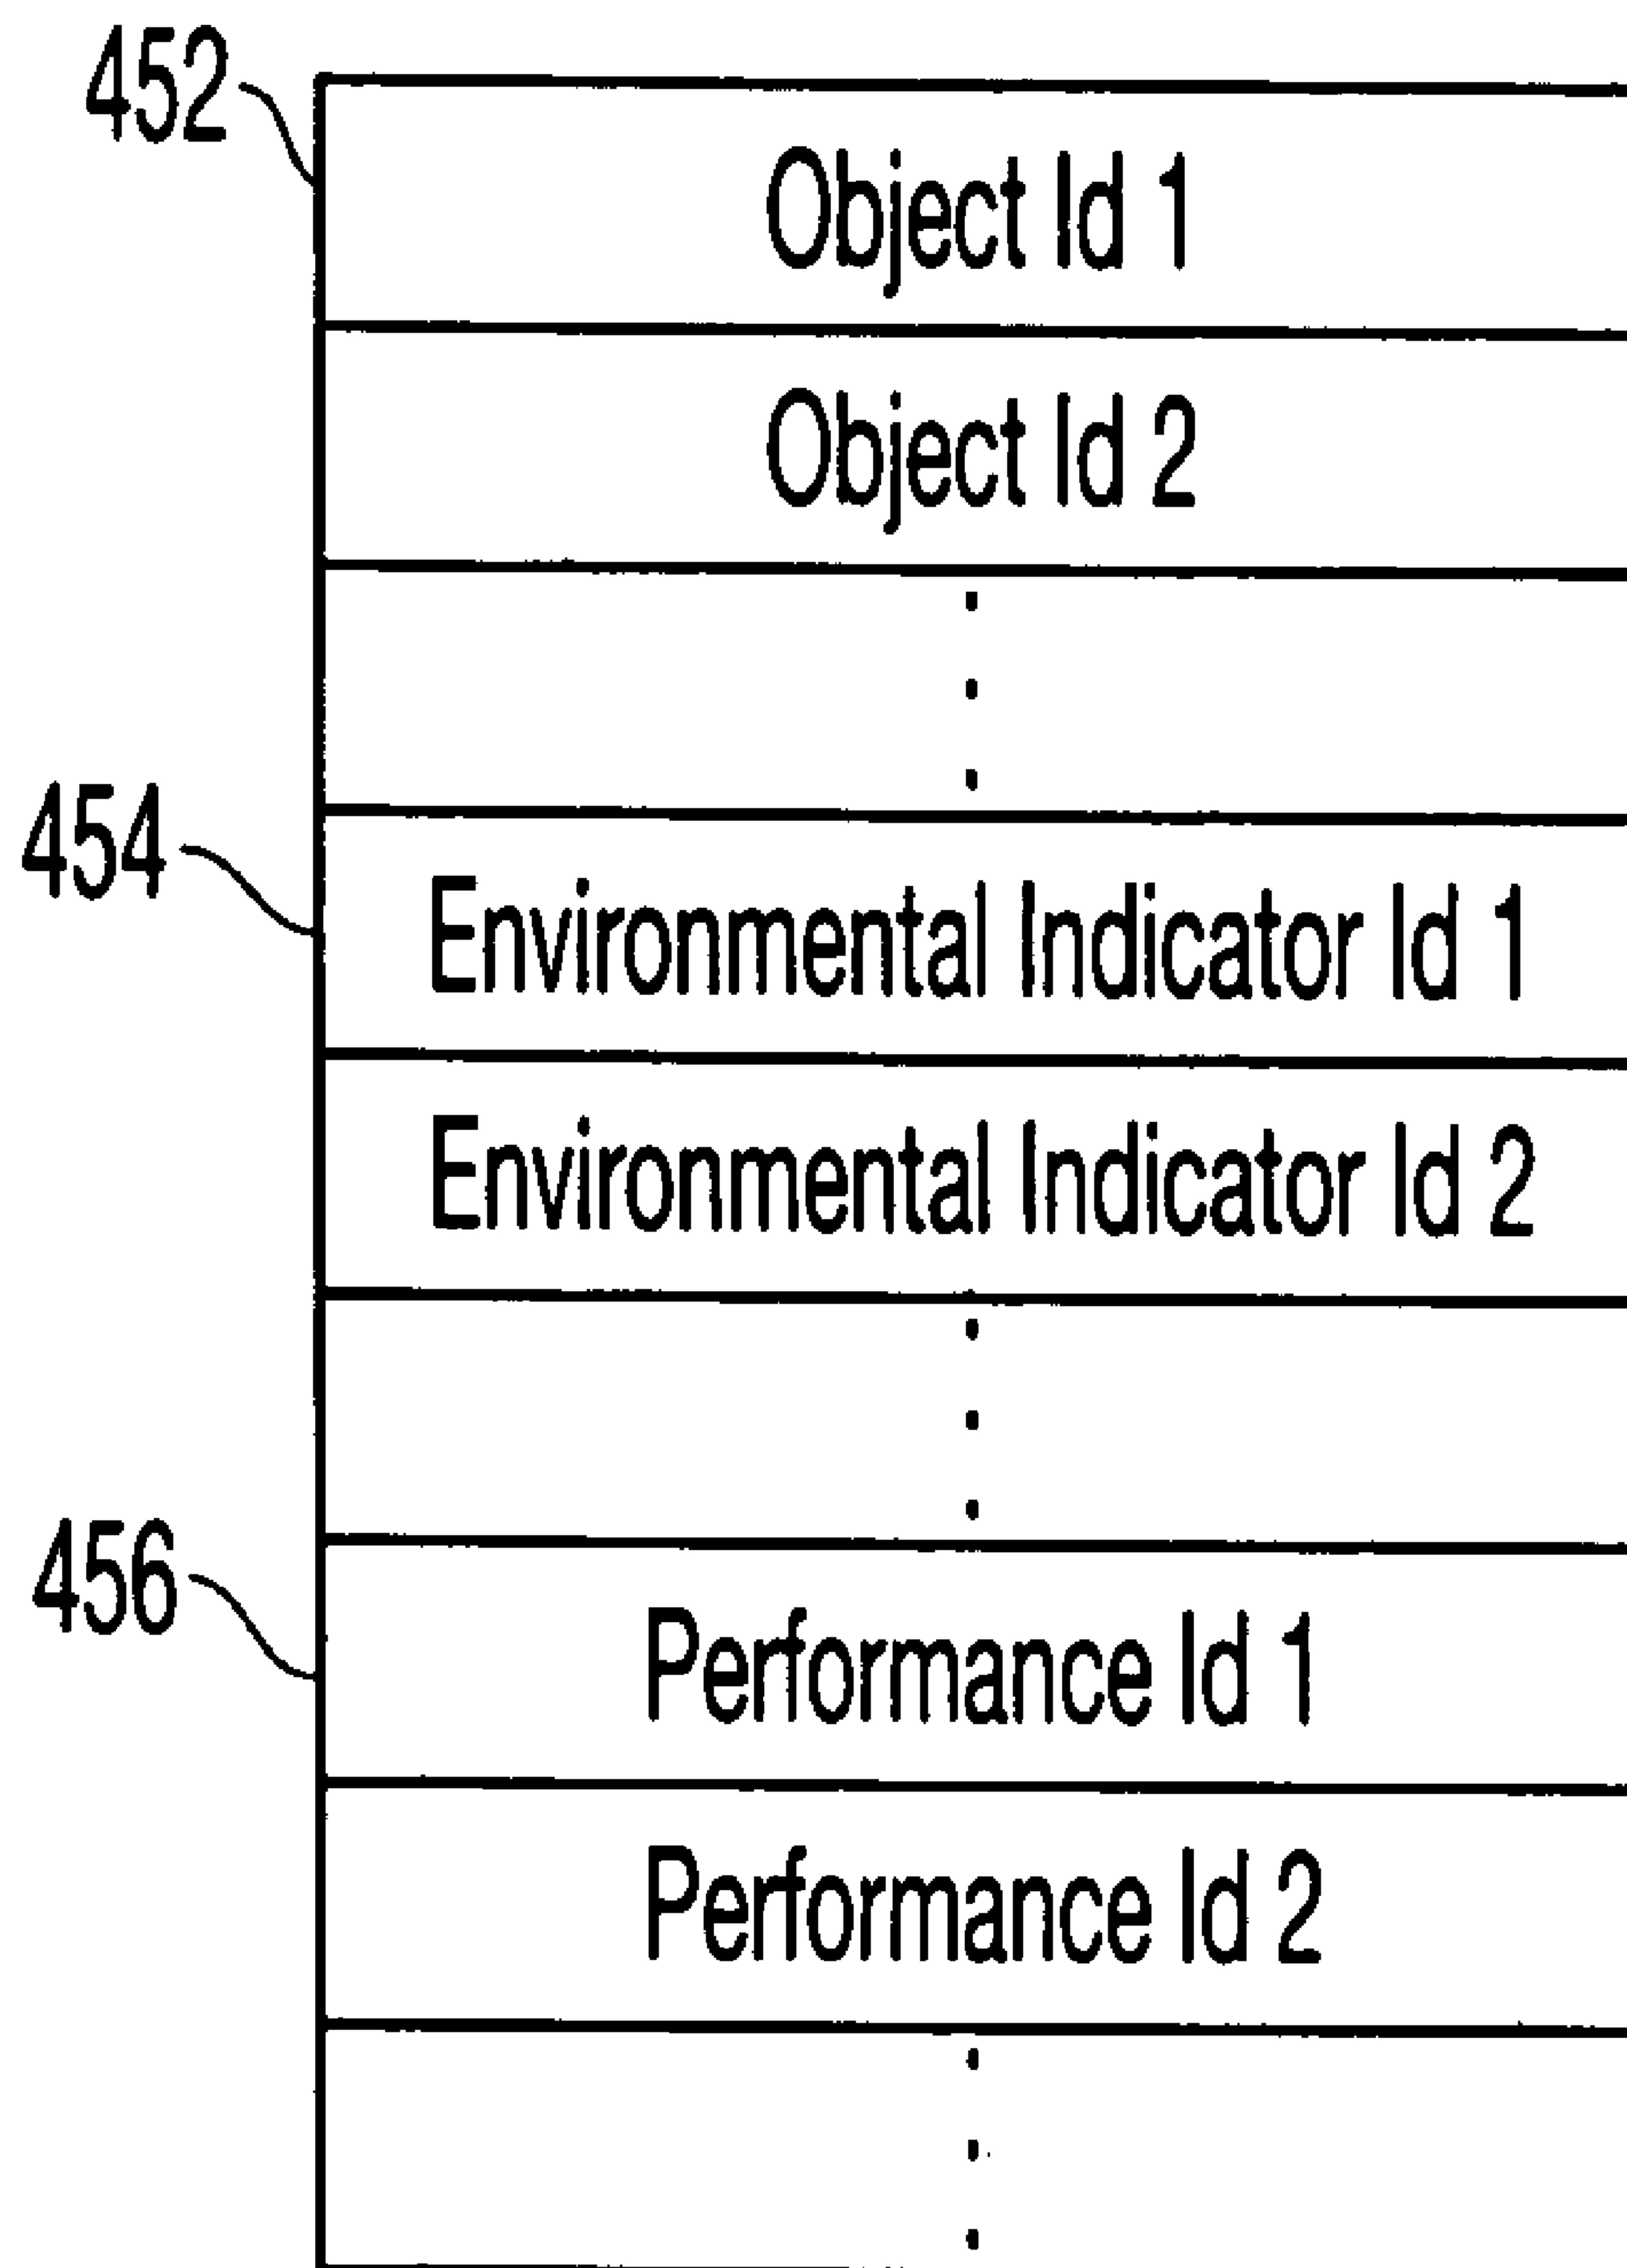 452
Object Id 1
Object Id 2
454
Environmental Indicator Id 1
Environmental Indicator Id 2
456
Performance Id 1
Performance Id 2